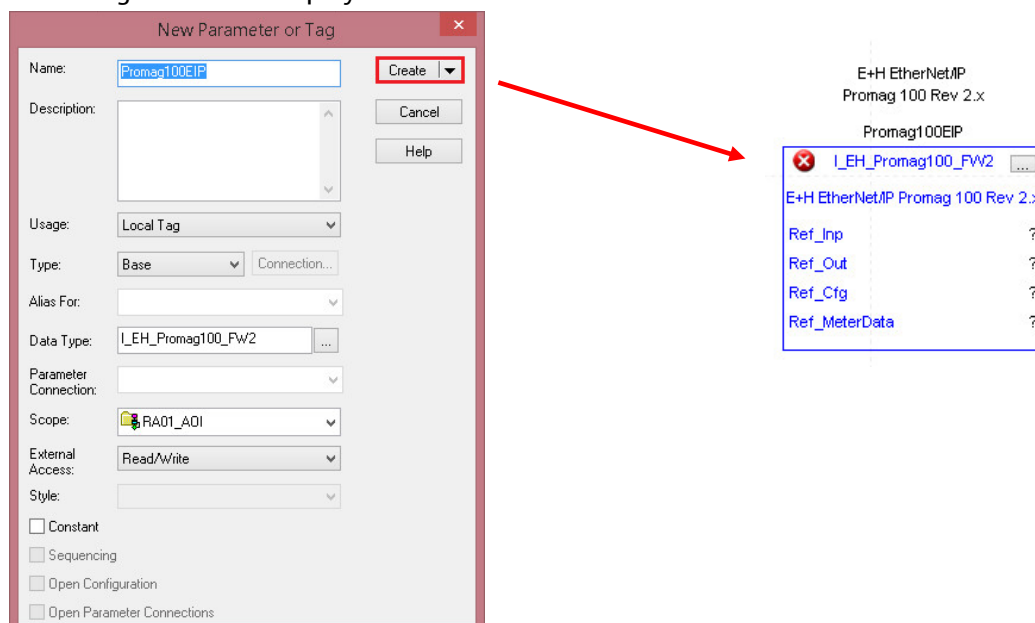 New Parameter or Tag
Name:
Promag100EIP
Create
Description:
Cancel
Help
Usage:
Local Tag
Type:
Base
Connection...
Alias For:
Data Type:
I_EH_Promag100_FW2
...
Parameter
Connection:
Scope:
RA01_AOI
External
Access:
Read/Write
Style:
Constant
Sequencing
Open Configuration
Open Parameter Connections
E+H EtherNet/IP
Promag 100 Rev 2.x
Promag100EIP
I_EH_Promag100_FW2
...
E+H EtherNet/IP Promag 100 Rev 2.x
Ref_Inp ?
Ref_Out ?
Ref_Cfg ?
Ref_MeterData ?